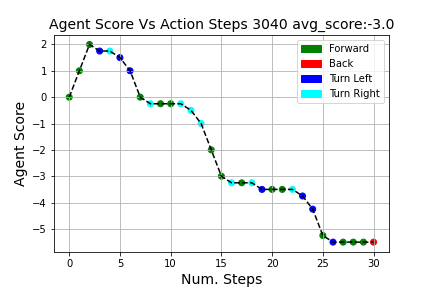 Agent Score Vs Action Steps 3040 avg_score:-3.0
Agent Score
2
1
0
−1
−2
−3
−4
−5
Forward
Back
Turn Left
Turn Right
0 5 10 15 20 25 30
Num. Steps